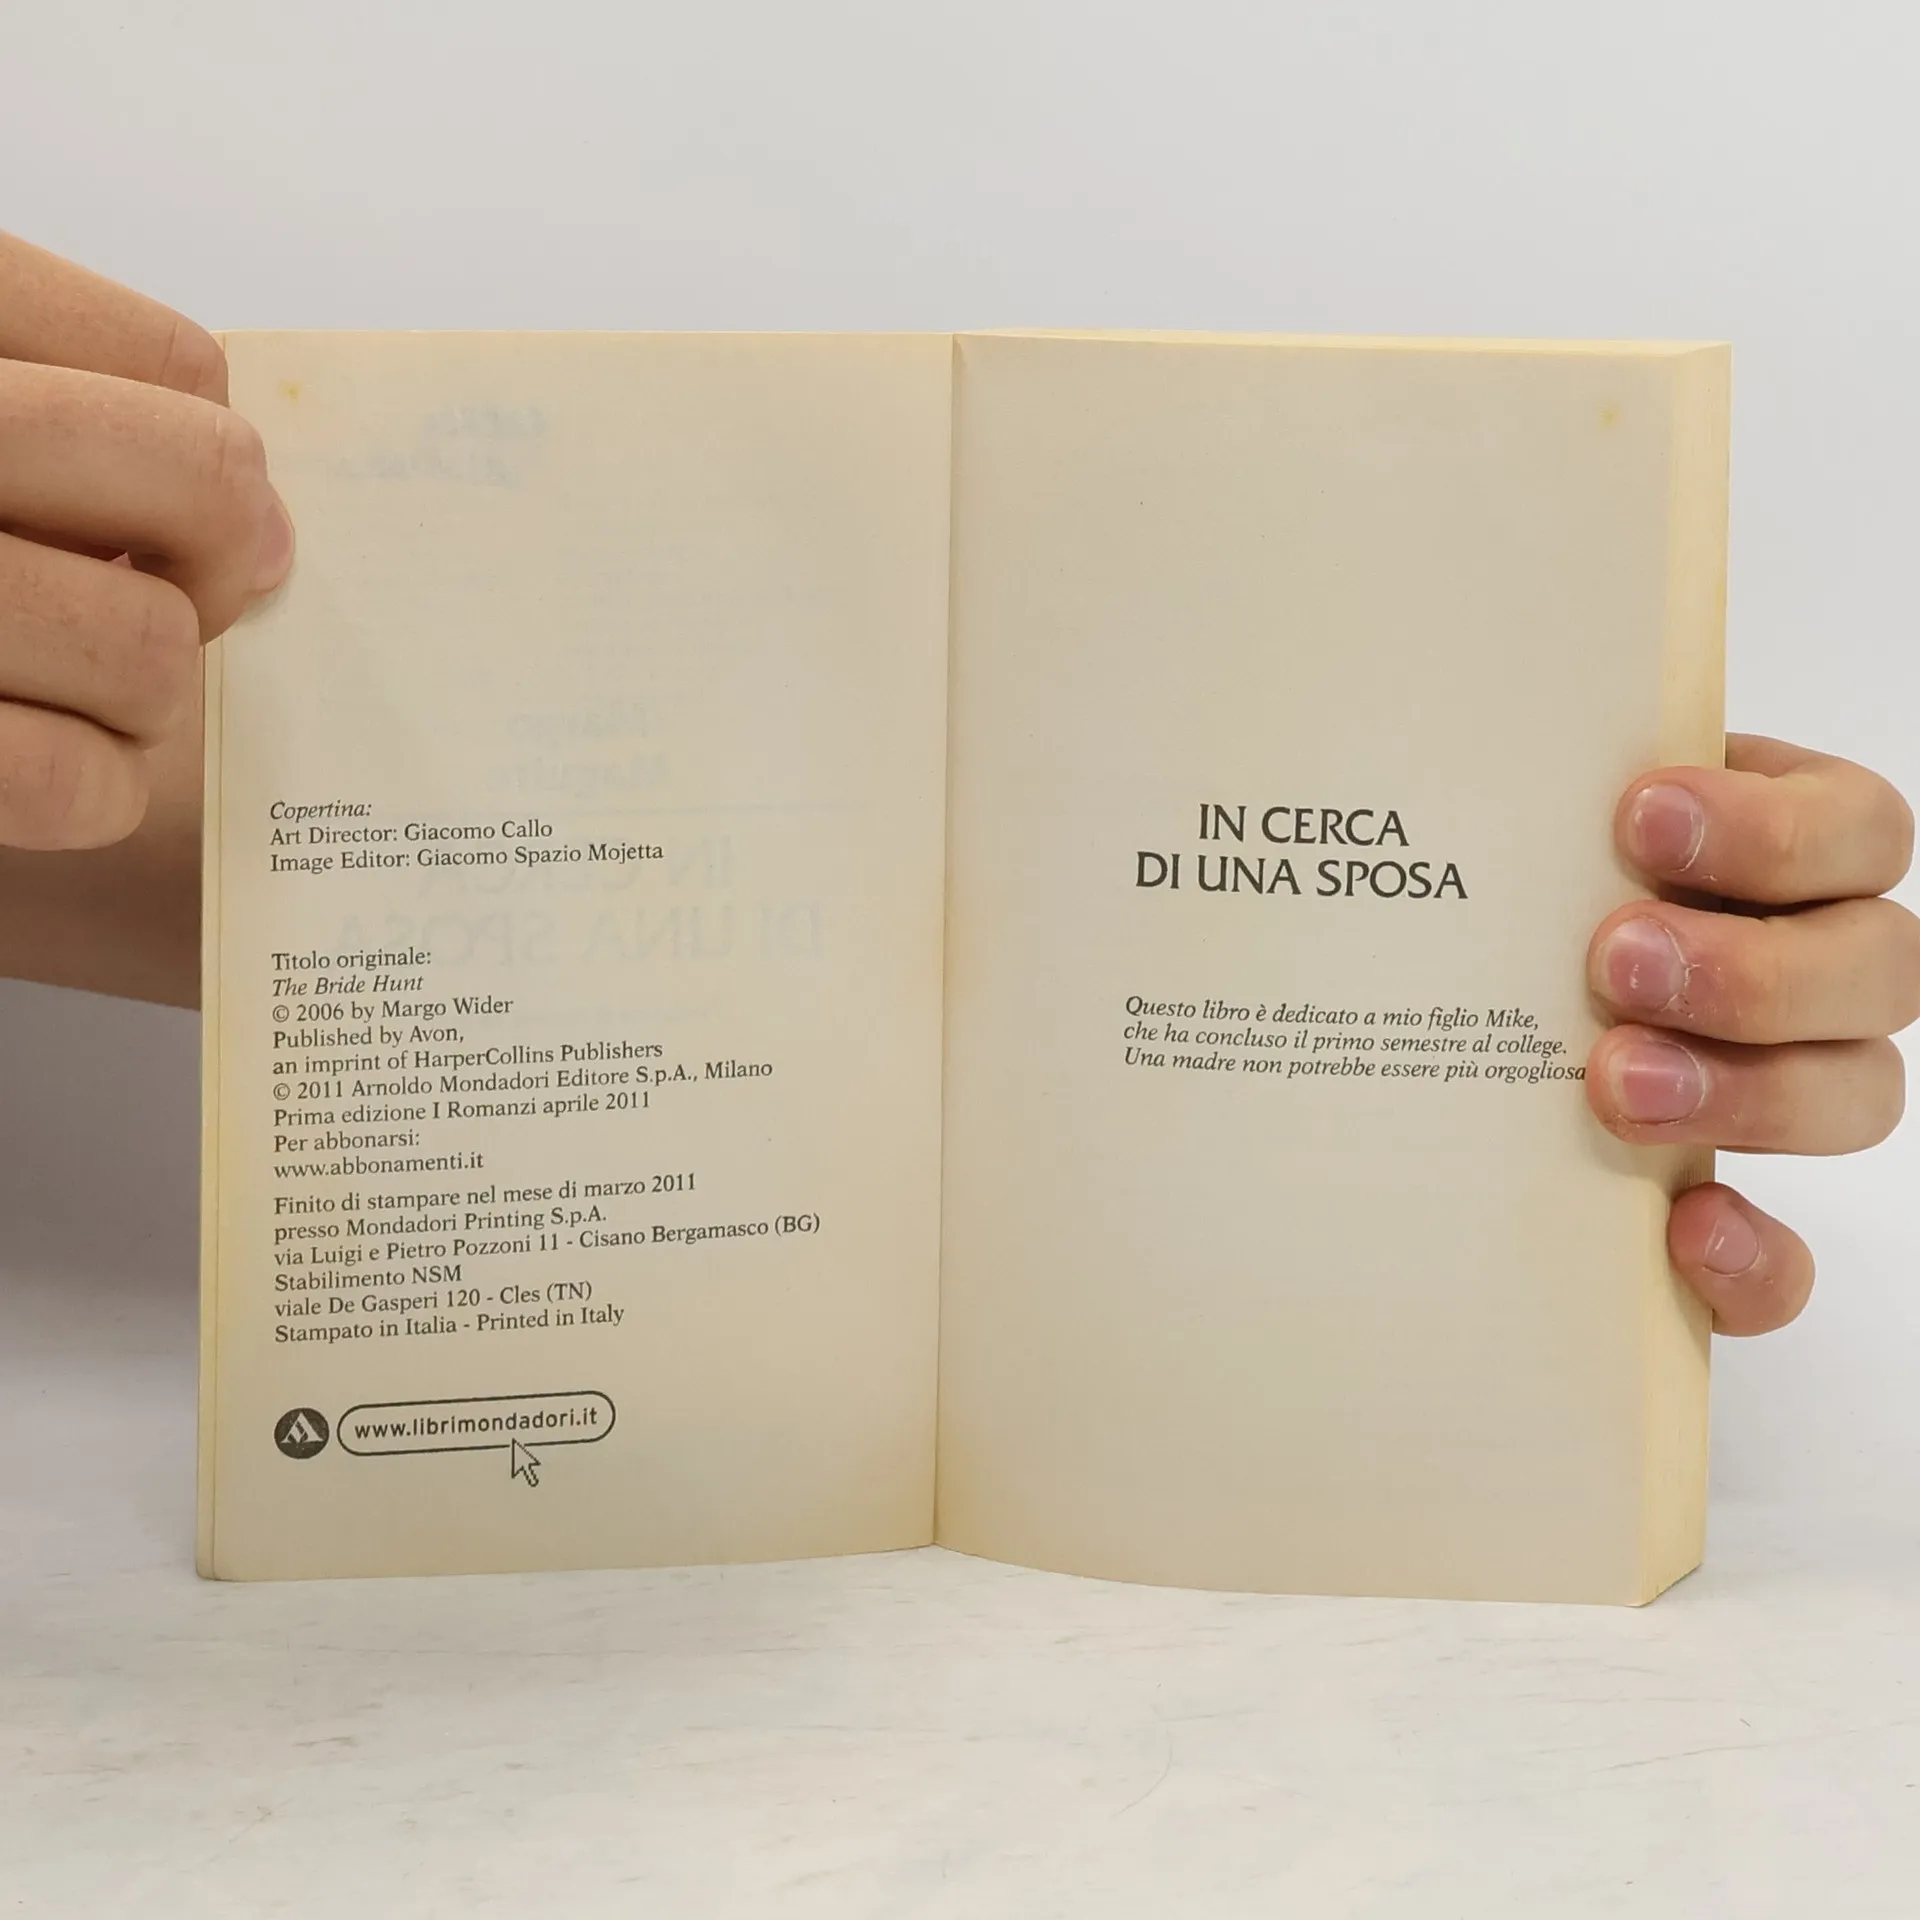 Copertina:
Art Director: Giacomo Callo
Image Editor: Giacomo Spazio Mojetta
Titolo originale:
The Bride Hunt
© 2006 by Margo Wider
Published by Avon,
an imprint of HarperCollins Publishers
© 2011 Arnoldo Mondadori Editore S.p.A., Milano
Prima edizione I Romanzi aprile 2011
Per abbonarsi:
www.abbonamenti.it
Finito di stampare nel mese di marzo 2011
presso Mondadori Printing S.p.A.
via Luigi e Pietro Pozzoni 11 - Cisano Bergamasco (BG)
Stabilimento NSM
viale De Gasperi 120 - Cles (TN)
Stampato in Italia - Printed in Italy
www.librimondadori.it
IN CERCA
DI UNA SPOSA
Questo libro è dedicato a mio figlio Mike,
che ha concluso il primo semestre al college.
Una madre non potrebbe essere più orgogliosa